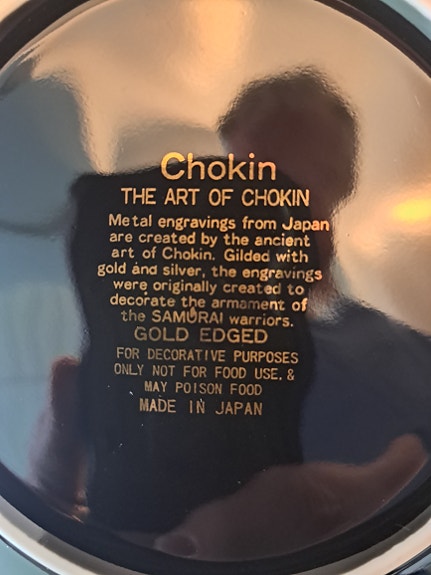 Chokin
THE ART OF CHOKIN
Metal engravings from Japan
are created by the ancient
art of Chokin. Gilded with
gold and silver, the engravings
were originally created to
decorate the armament of
the SAMURAI warriors.
GOLD EDGED
FOR DECORATIVE PURPOSES
ONLY NOT FOR FOOD USE. &
MAY POISON FOOD
MADE IN JAPAN